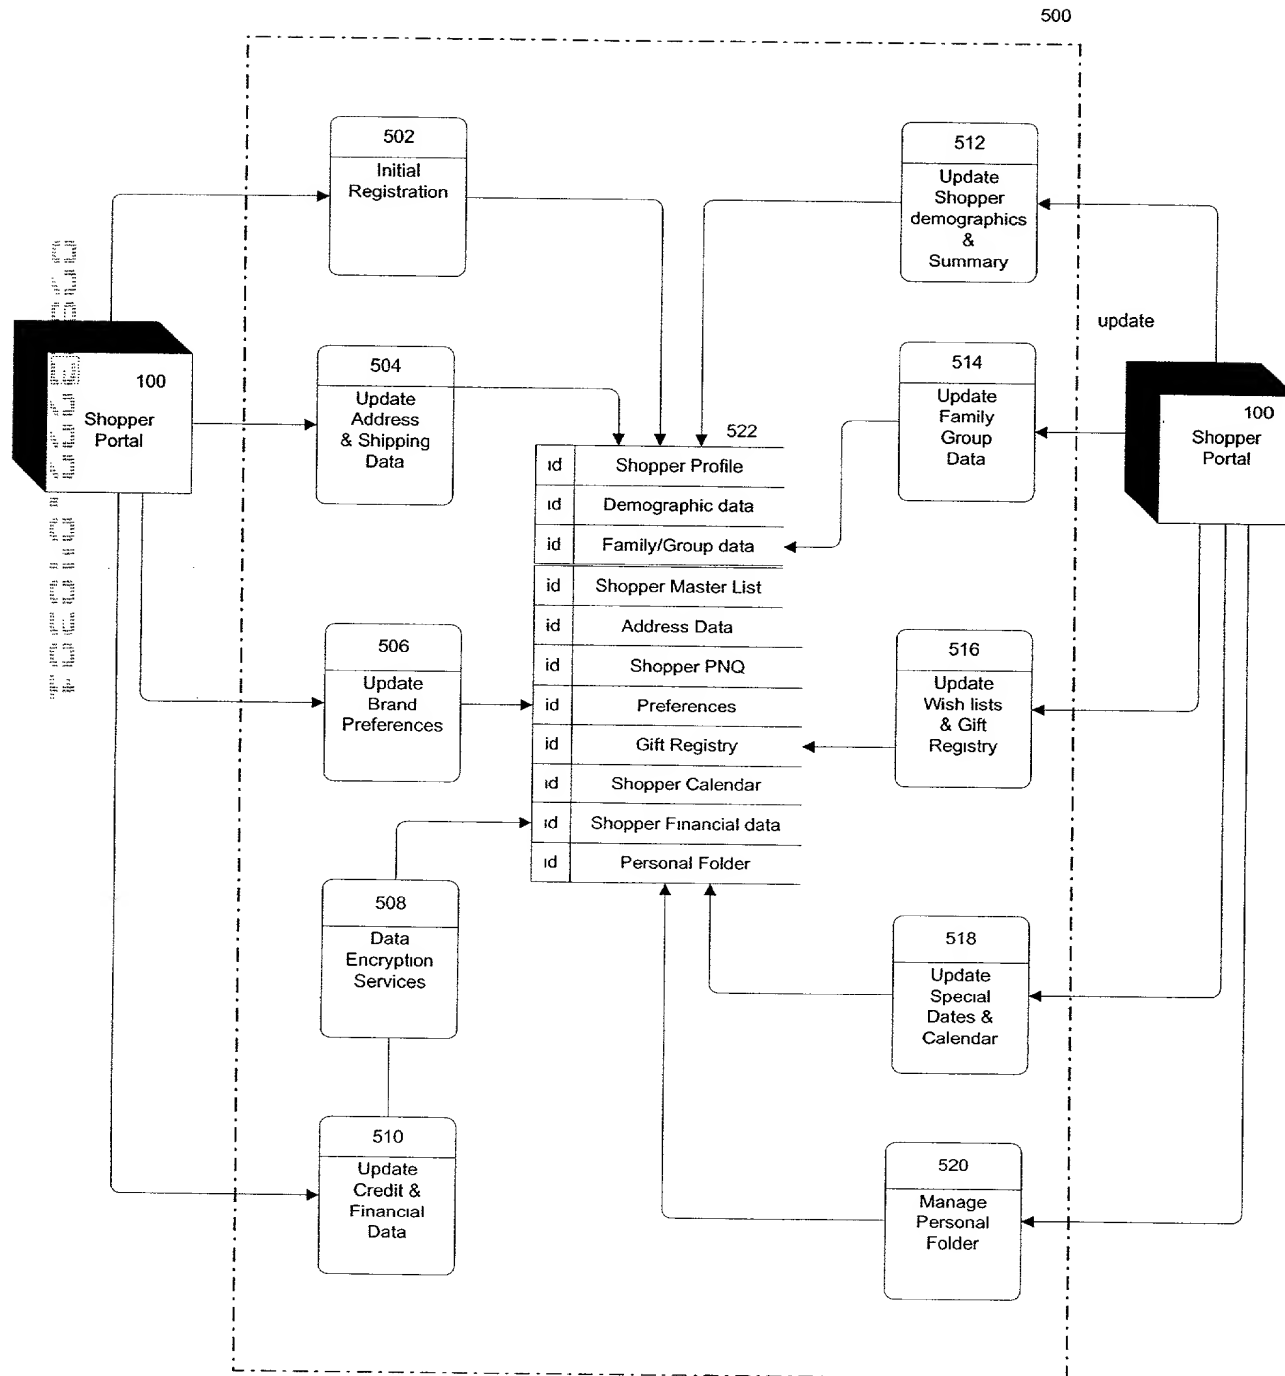 500
502
Initial
Registration
512
Update
Shopper
demographics
&
Summary
update
100
Shopper
Portal
504
Update
Address
& Shipping
Data
514
Update
Family
Group
Data
100
Shopper
Portal
522
id Shopper Profile
id Demographic data
id Family/Group data
id Shopper Master List
id Address Data
id Shopper PNQ
id Preferences
id Gift Registry
id Shopper Calendar
id Shopper Financial data
id Personal Folder
506
Update
Brand
Preferences
516
Update
Wish lists
& Gift
Registry
508
Data
Encryption
Services
518
Update
Special
Dates &
Calendar
510
Update
Credit &
Financial
Data
520
Manage
Personal
Folder